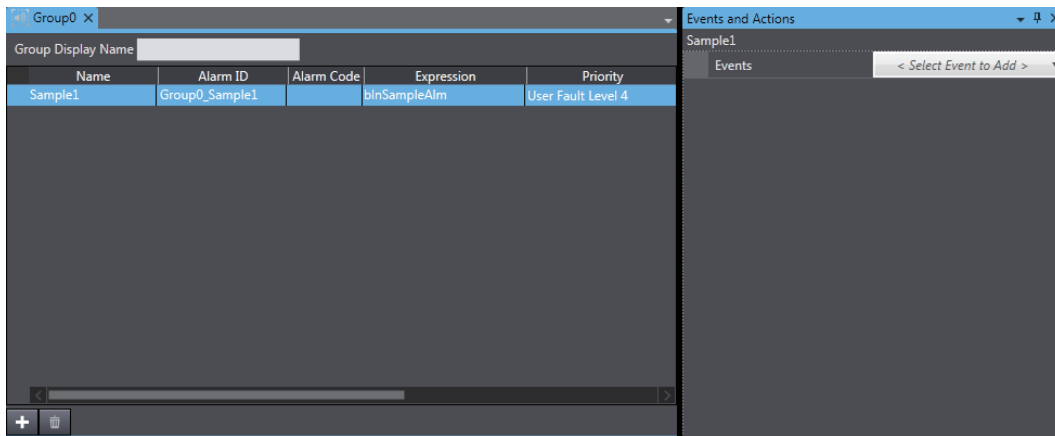 Group0
Group Display Name
Name Alarm ID Alarm Code Expression Priority
Sample1 Group0_Sample1 blnSampleAlm User Fault Level 4
Events and Actions
Sample1
Events < Select Event to Add >